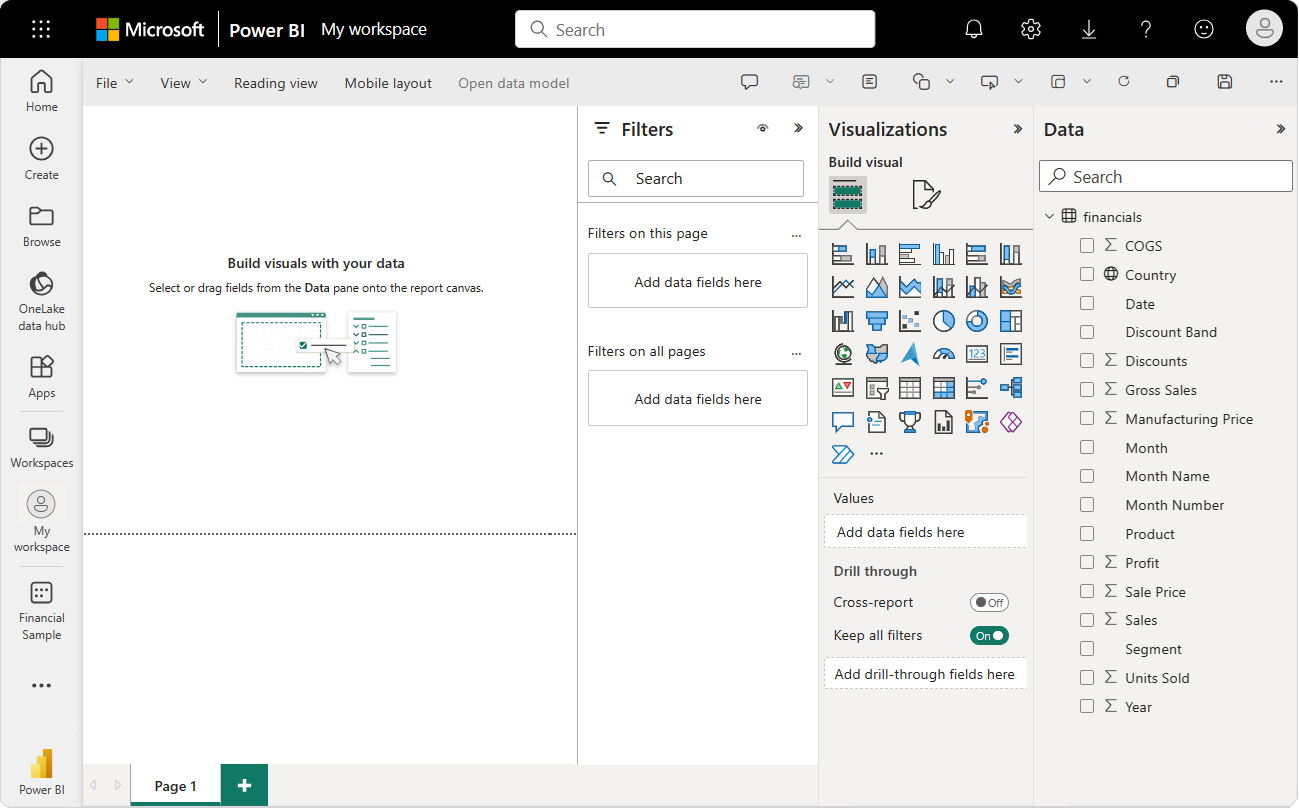 Microsoft Power BI My workspace Search
Home
Create
Browse
OneLake
data hub
Apps
Workspaces
My
workspace
Financial
Sample
Power BI
File View Reading view Mobile layout Open data model
Build visuals with your data
Select or drag fields from the Data pane onto the report canvas.
Page 1
Filters
Search
Filters on this page
Add data fields here
Filters on all pages
Add data fields here
Visualizations
Build visual
123
Values
Add data fields here
Drill through
Cross-report Off
Keep all filters On
Add drill-through fields here
Data
Search
financials
COGS
Country
Date
Discount Band
Discounts
Gross Sales
Manufacturing Price
Month
Month Name
Month Number
Product
Profit
Sale Price
Sales
Segment
Units Sold
Year